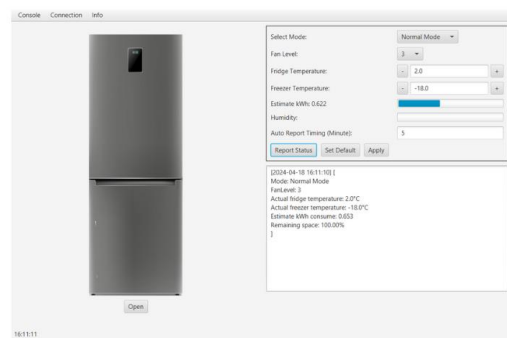 Console Connection Info
Select Mode: Normal Mode
Fan Level: 3
Fridge Temperature: - 2.0 +
Freezer Temperature: - -18.0 +
Estimate kWh: 0.622
Humidity:
Auto Report Timing (Minute): 5
Report Status Set Default Apply
[2024-04-18 16:11:10] {
Mode: Normal Mode
FanLevel: 3
Actual fridge temperature: 2.0°C
Actual freezer temperature: -18.0°C
Estimate kWh consume: 0.653
Remaining space: 100.00%
}
Open
16:11:11